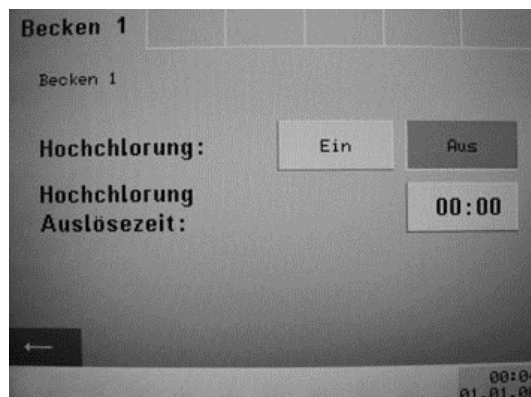 Becken 1
Becken 1
Hochchlorung:
Ein
Aus
Hochchlorung
Auslösezeit:
00:00